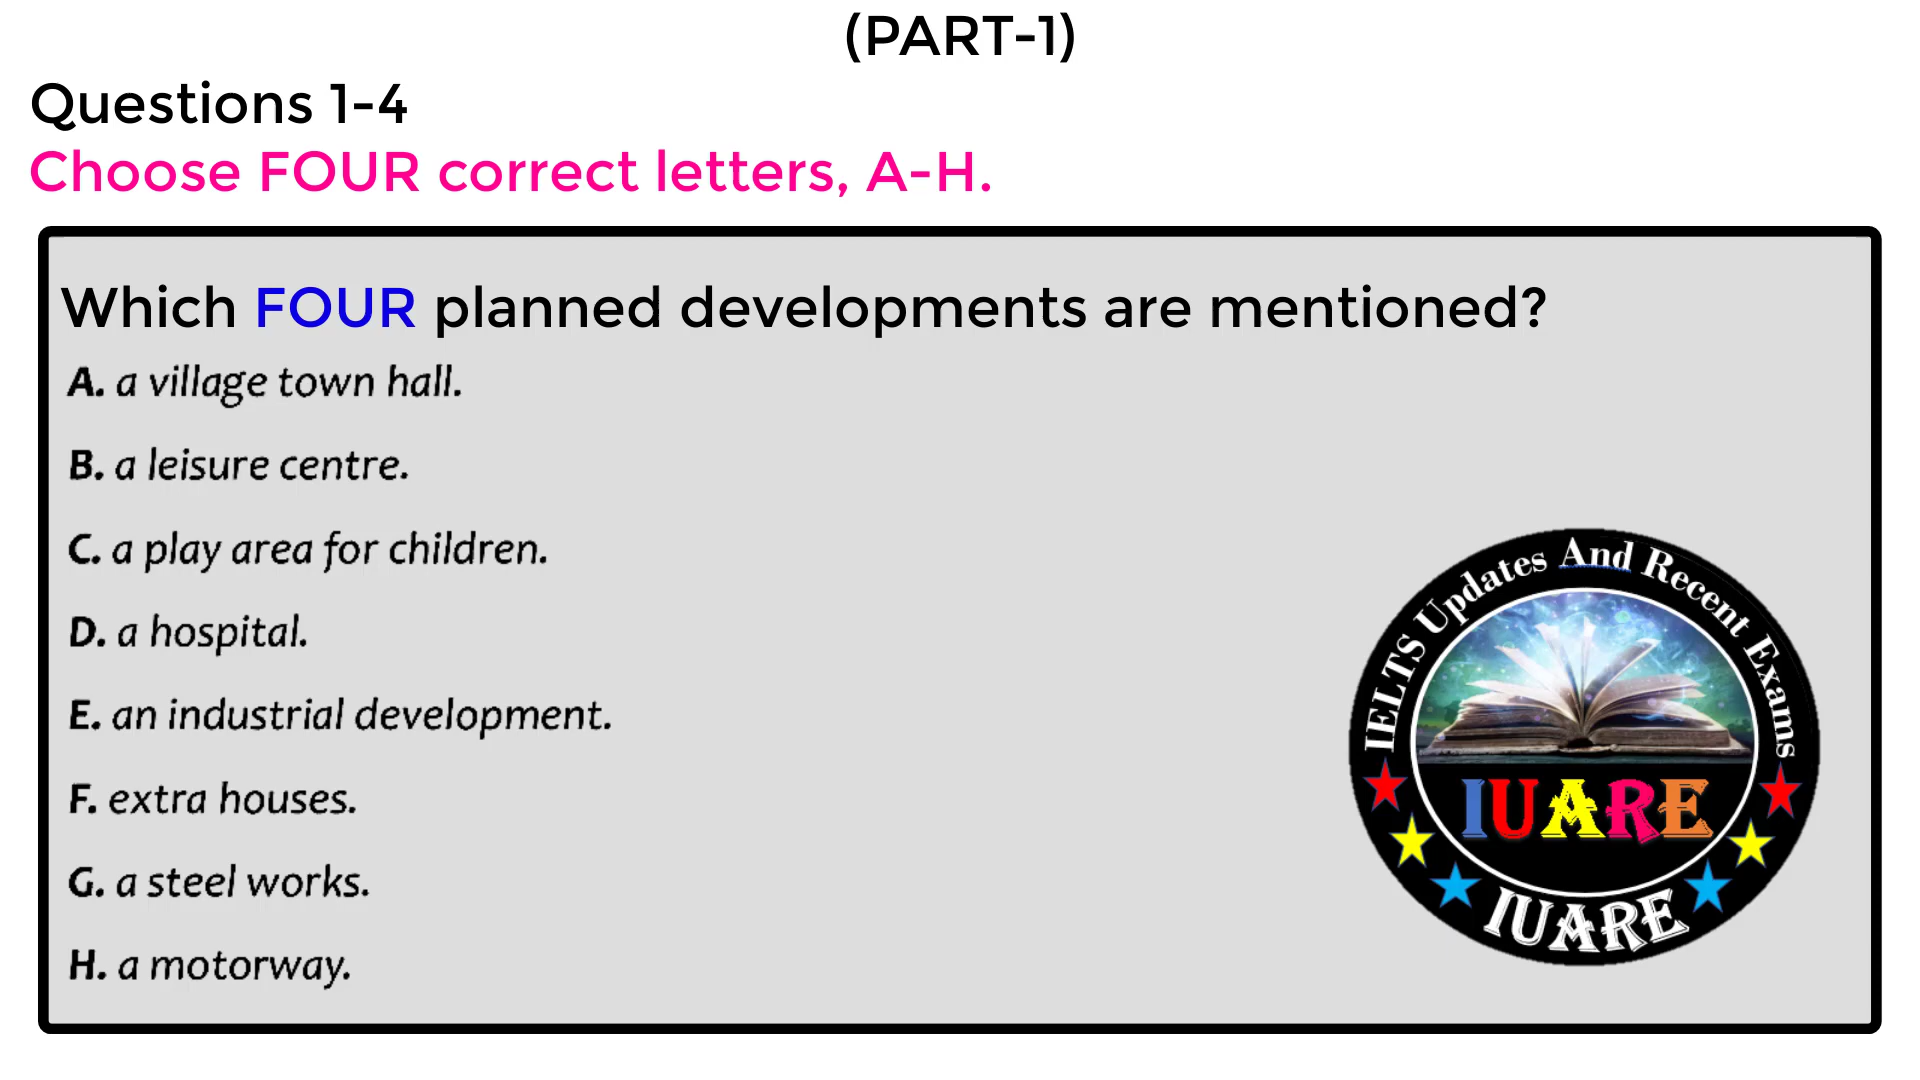 (PART-1)
Questions 1-4
Choose FOUR correct letters, A-H.
Which FOUR planned developments are mentioned?
A. a village town hall.
B. a leisure centre.
C. a play area for children.
D. a hospital.
E. an industrial development.
F. extra houses.
G. a steel works.
H. a motorway.
IELTS Updates And Recent Exams
IUARE
IUARE